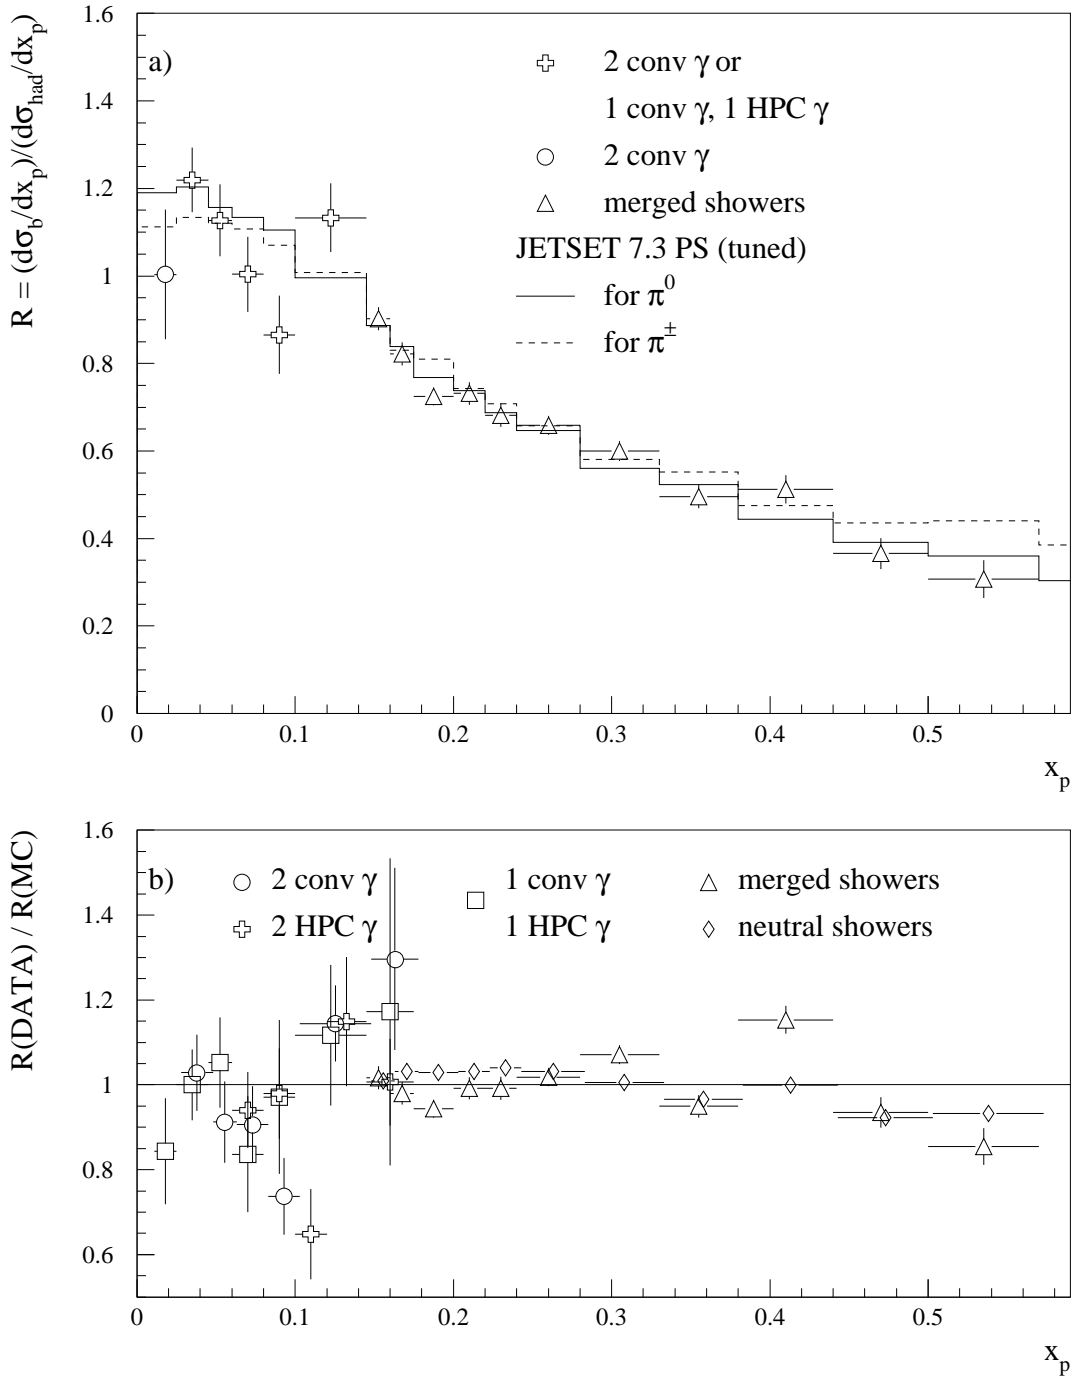 R = (dσ_b/dx_p)/(dσ_had/dx_p)
1.6
1.4
1.2
1
0.8
0.6
0.4
0.2
0
a)
2 conv γ or
1 conv γ, 1 HPC γ
2 conv γ
merged showers
JETSET 7.3 PS (tuned)
for π⁰
for π±
0 0.1 0.2 0.3 0.4 0.5
x_p
R(DATA) / R(MC)
1.6
1.4
1.2
1
0.8
0.6
b) 2 conv γ 1 conv γ merged showers
2 HPC γ 1 HPC γ neutral showers
0 0.1 0.2 0.3 0.4 0.5
x_p